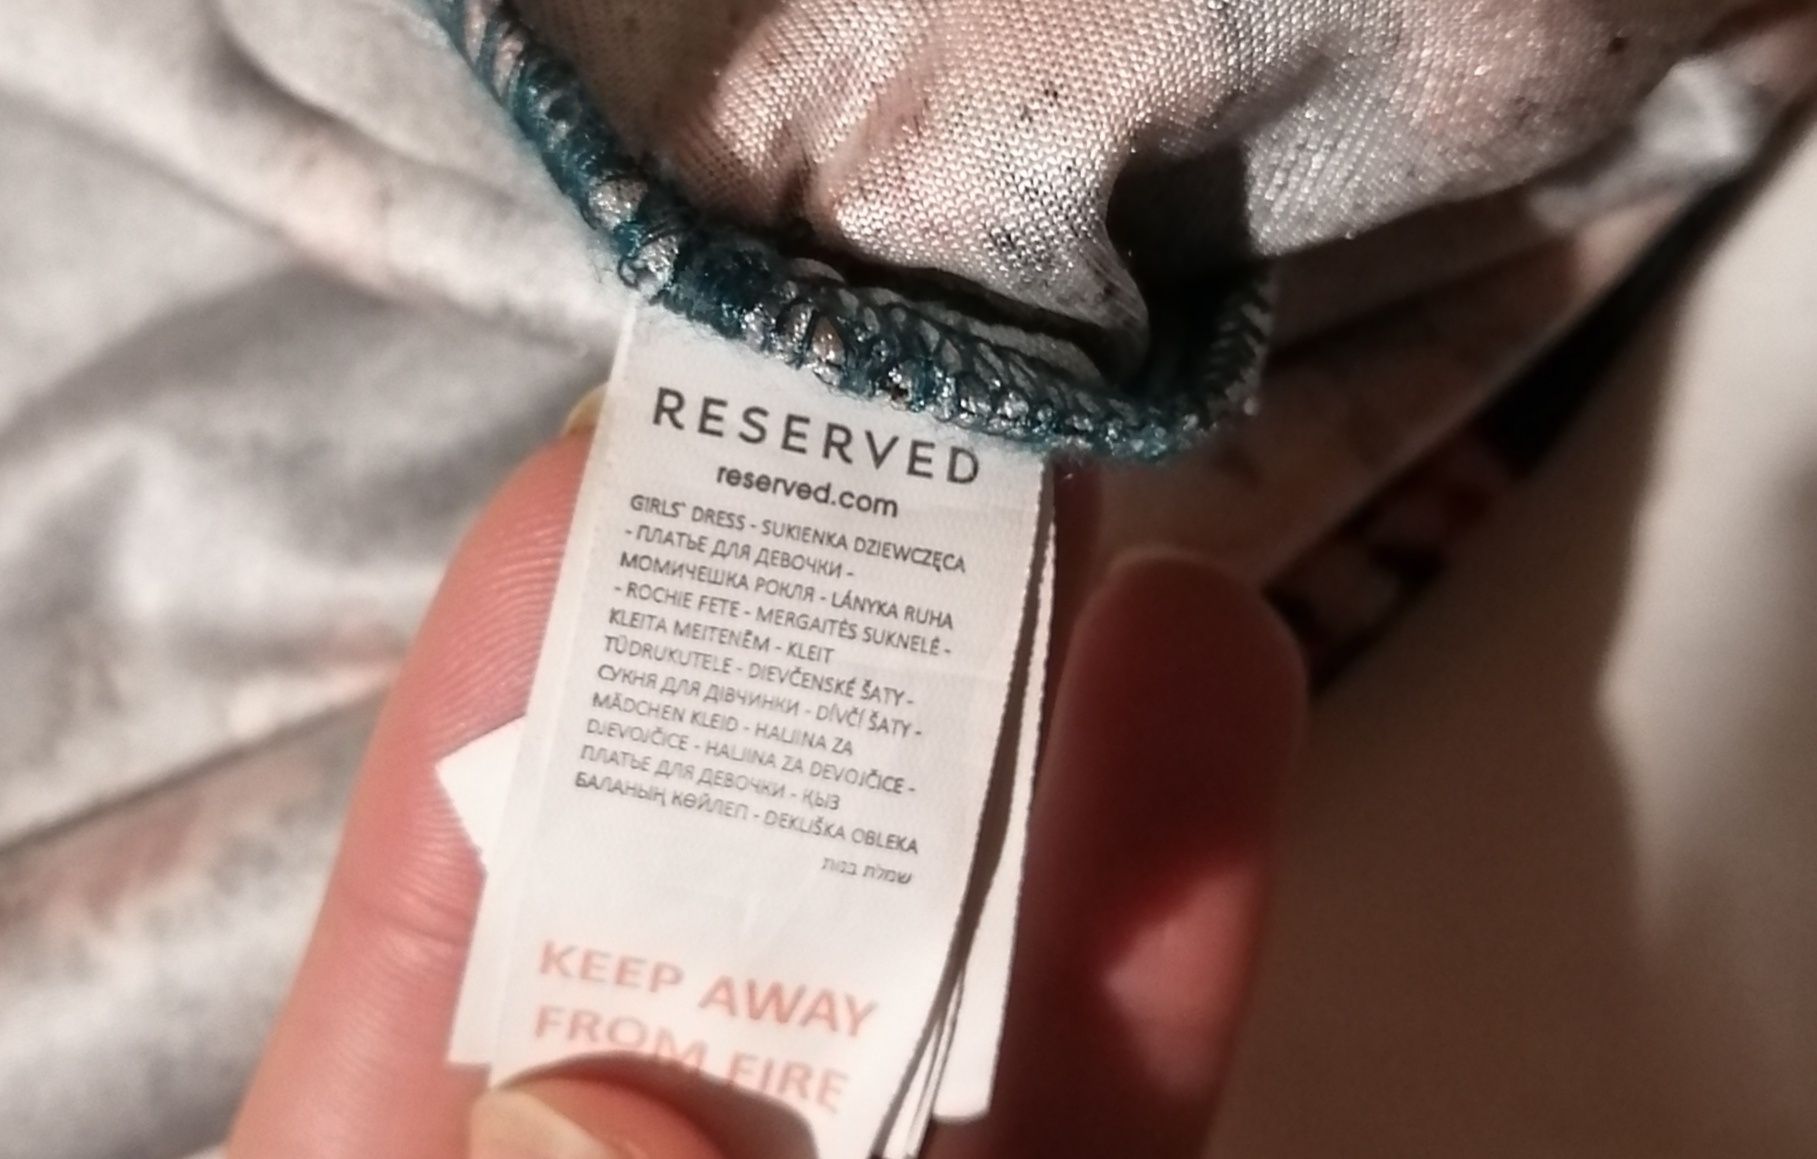 RESERVED
reserved.com
GIRLS` DRESS - SUKIENKA DZIEWCZĘCA
- ПЛАТЬЕ ДЛЯ ДЕВОЧКИ -
МОМИЧЕШКА РОКЛЯ - LÁNYKA RUHA
- ROCHIE FETE - MERGAITĖS SUKNELĖ -
KLEITA MEITENĒM - KLEIT
TÜDRUKUTELE - DIEVČENSKÉ ŠATY -
СУКНЯ ДЛЯ ДІВЧИНКИ - DÍVČÍ ŠATY -
MÄDCHEN KLEID - HALJINA ZA
DJEVOJČICE - HALJINA ZA DEVOJČICE -
ПЛАТЬЕ ДЛЯ ДЕВОЧКИ - ҚЫЗ
БАЛАНЫҢ КӨЙЛЕП - DEKLIŠKA OBLEKA
שמלת בנות
KEEP AWAY
FROM FIRE